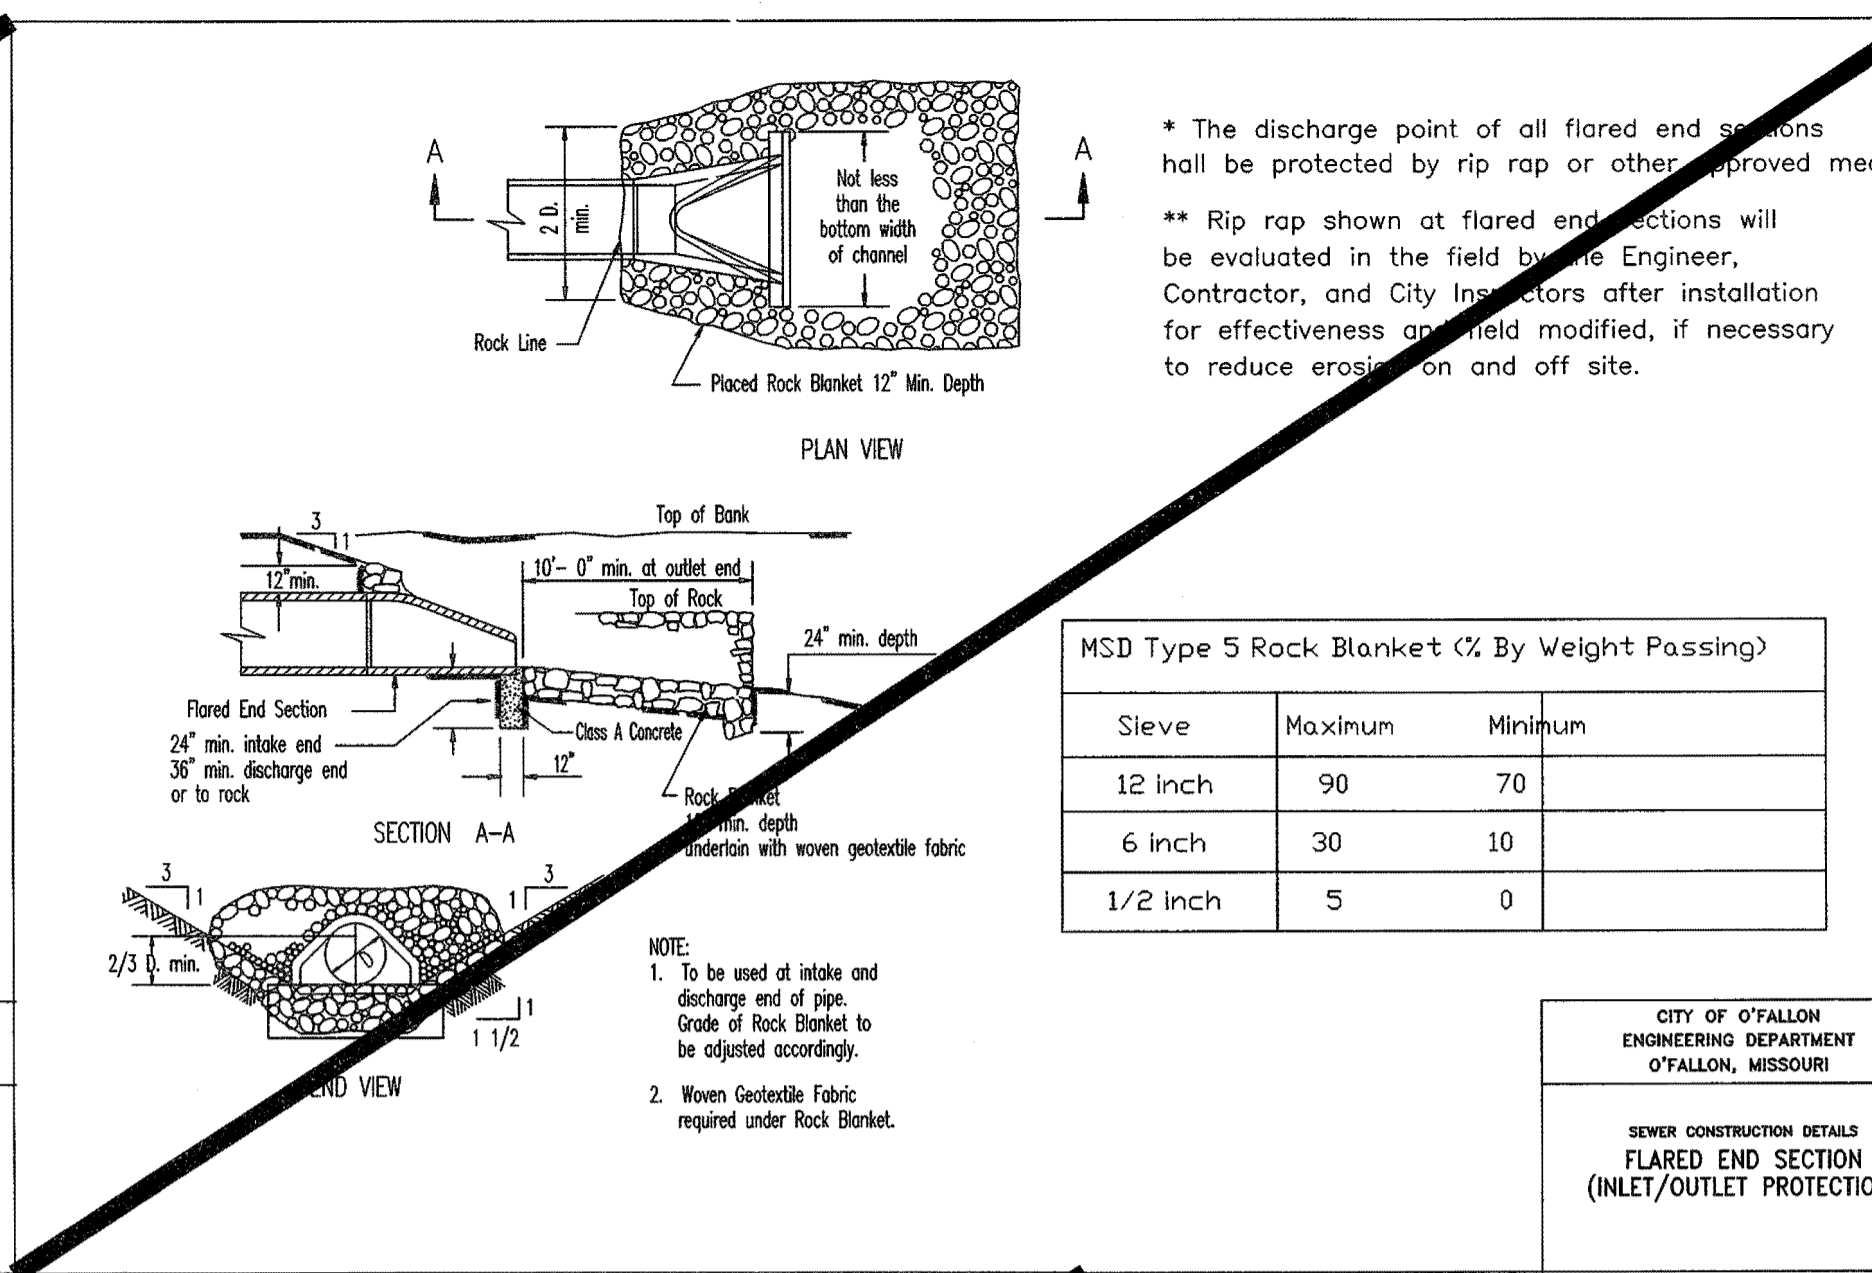 A
A
2 D.
min.
Not less
than the
bottom width
of channel
Rock Line
Placed Rock Blanket 12" Min. Depth
PLAN VIEW
* The discharge point of all flared end
hall be protected by rip rap or other
** Rip rap shown at flared end
be evaluated in the field by Engineer,
Contractor, and City after installation
for effectiveness modified, if necessary
to reduce on and off site.
3
1
Top of Bank
12"min.
10'- 0" min. at outlet end
Top of Rock
24" min. depth
Flared End Section
24" min. intake end
36" min. discharge end
or to rock
Class A Concrete
12"
Rock
min. depth
underlain with woven geotextile fabric
SECTION A-A
MSD Type 5 Rock Blanket (% By Weight Passing)
Sieve Maximum Minimum
12 inch 90 70
6 inch 30 10
1/2 inch 5 0
3
1
3
1
2/3 D. min.
D
1
1 1/2
END VIEW
NOTE:
1. To be used at intake and
discharge end of pipe.
Grade of Rock Blanket to
be adjusted accordingly.
2. Woven Geotextile Fabric
required under Rock Blanket.
CITY OF O'FALLON
ENGINEERING DEPARTMENT
O'FALLON, MISSOURI
SEWER CONSTRUCTION DETAILS
FLARED END SECTION
(INLET/OUTLET